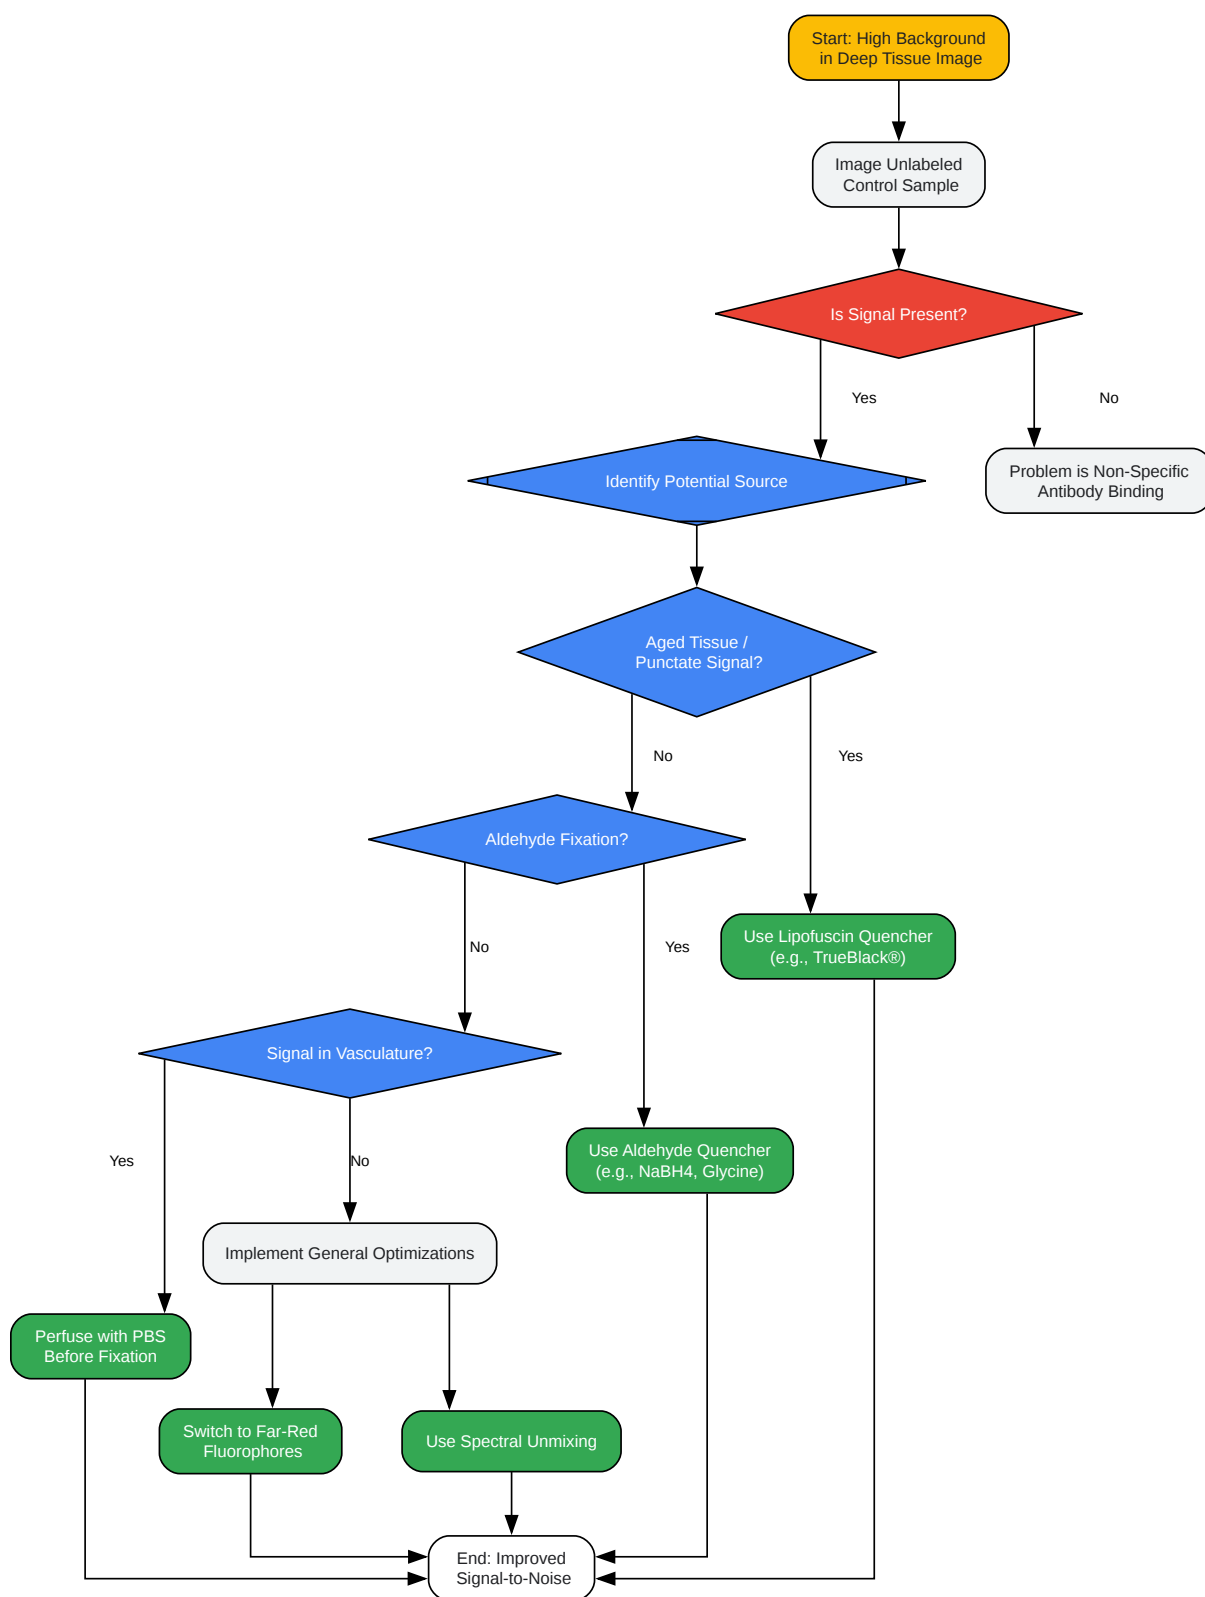 Start: High Background
in Deep Tissue Image
Image Unlabeled
Control Sample
Is Signal Present?
Yes
No
Identify Potential Source
Problem is Non-Specific
Antibody Binding
Aged Tissue /
Punctate Signal?
No
Yes
Aldehyde Fixation?
Use Lipofuscin Quencher
(e.g., TrueBlack®)
No
Yes
Signal in Vasculature?
Use Aldehyde Quencher
(e.g., NaBH4, Glycine)
Yes
No
Implement General Optimizations
Perfuse with PBS
Before Fixation
Switch to Far-Red
Fluorophores
Use Spectral Unmixing
End: Improved
Signal-to-Noise